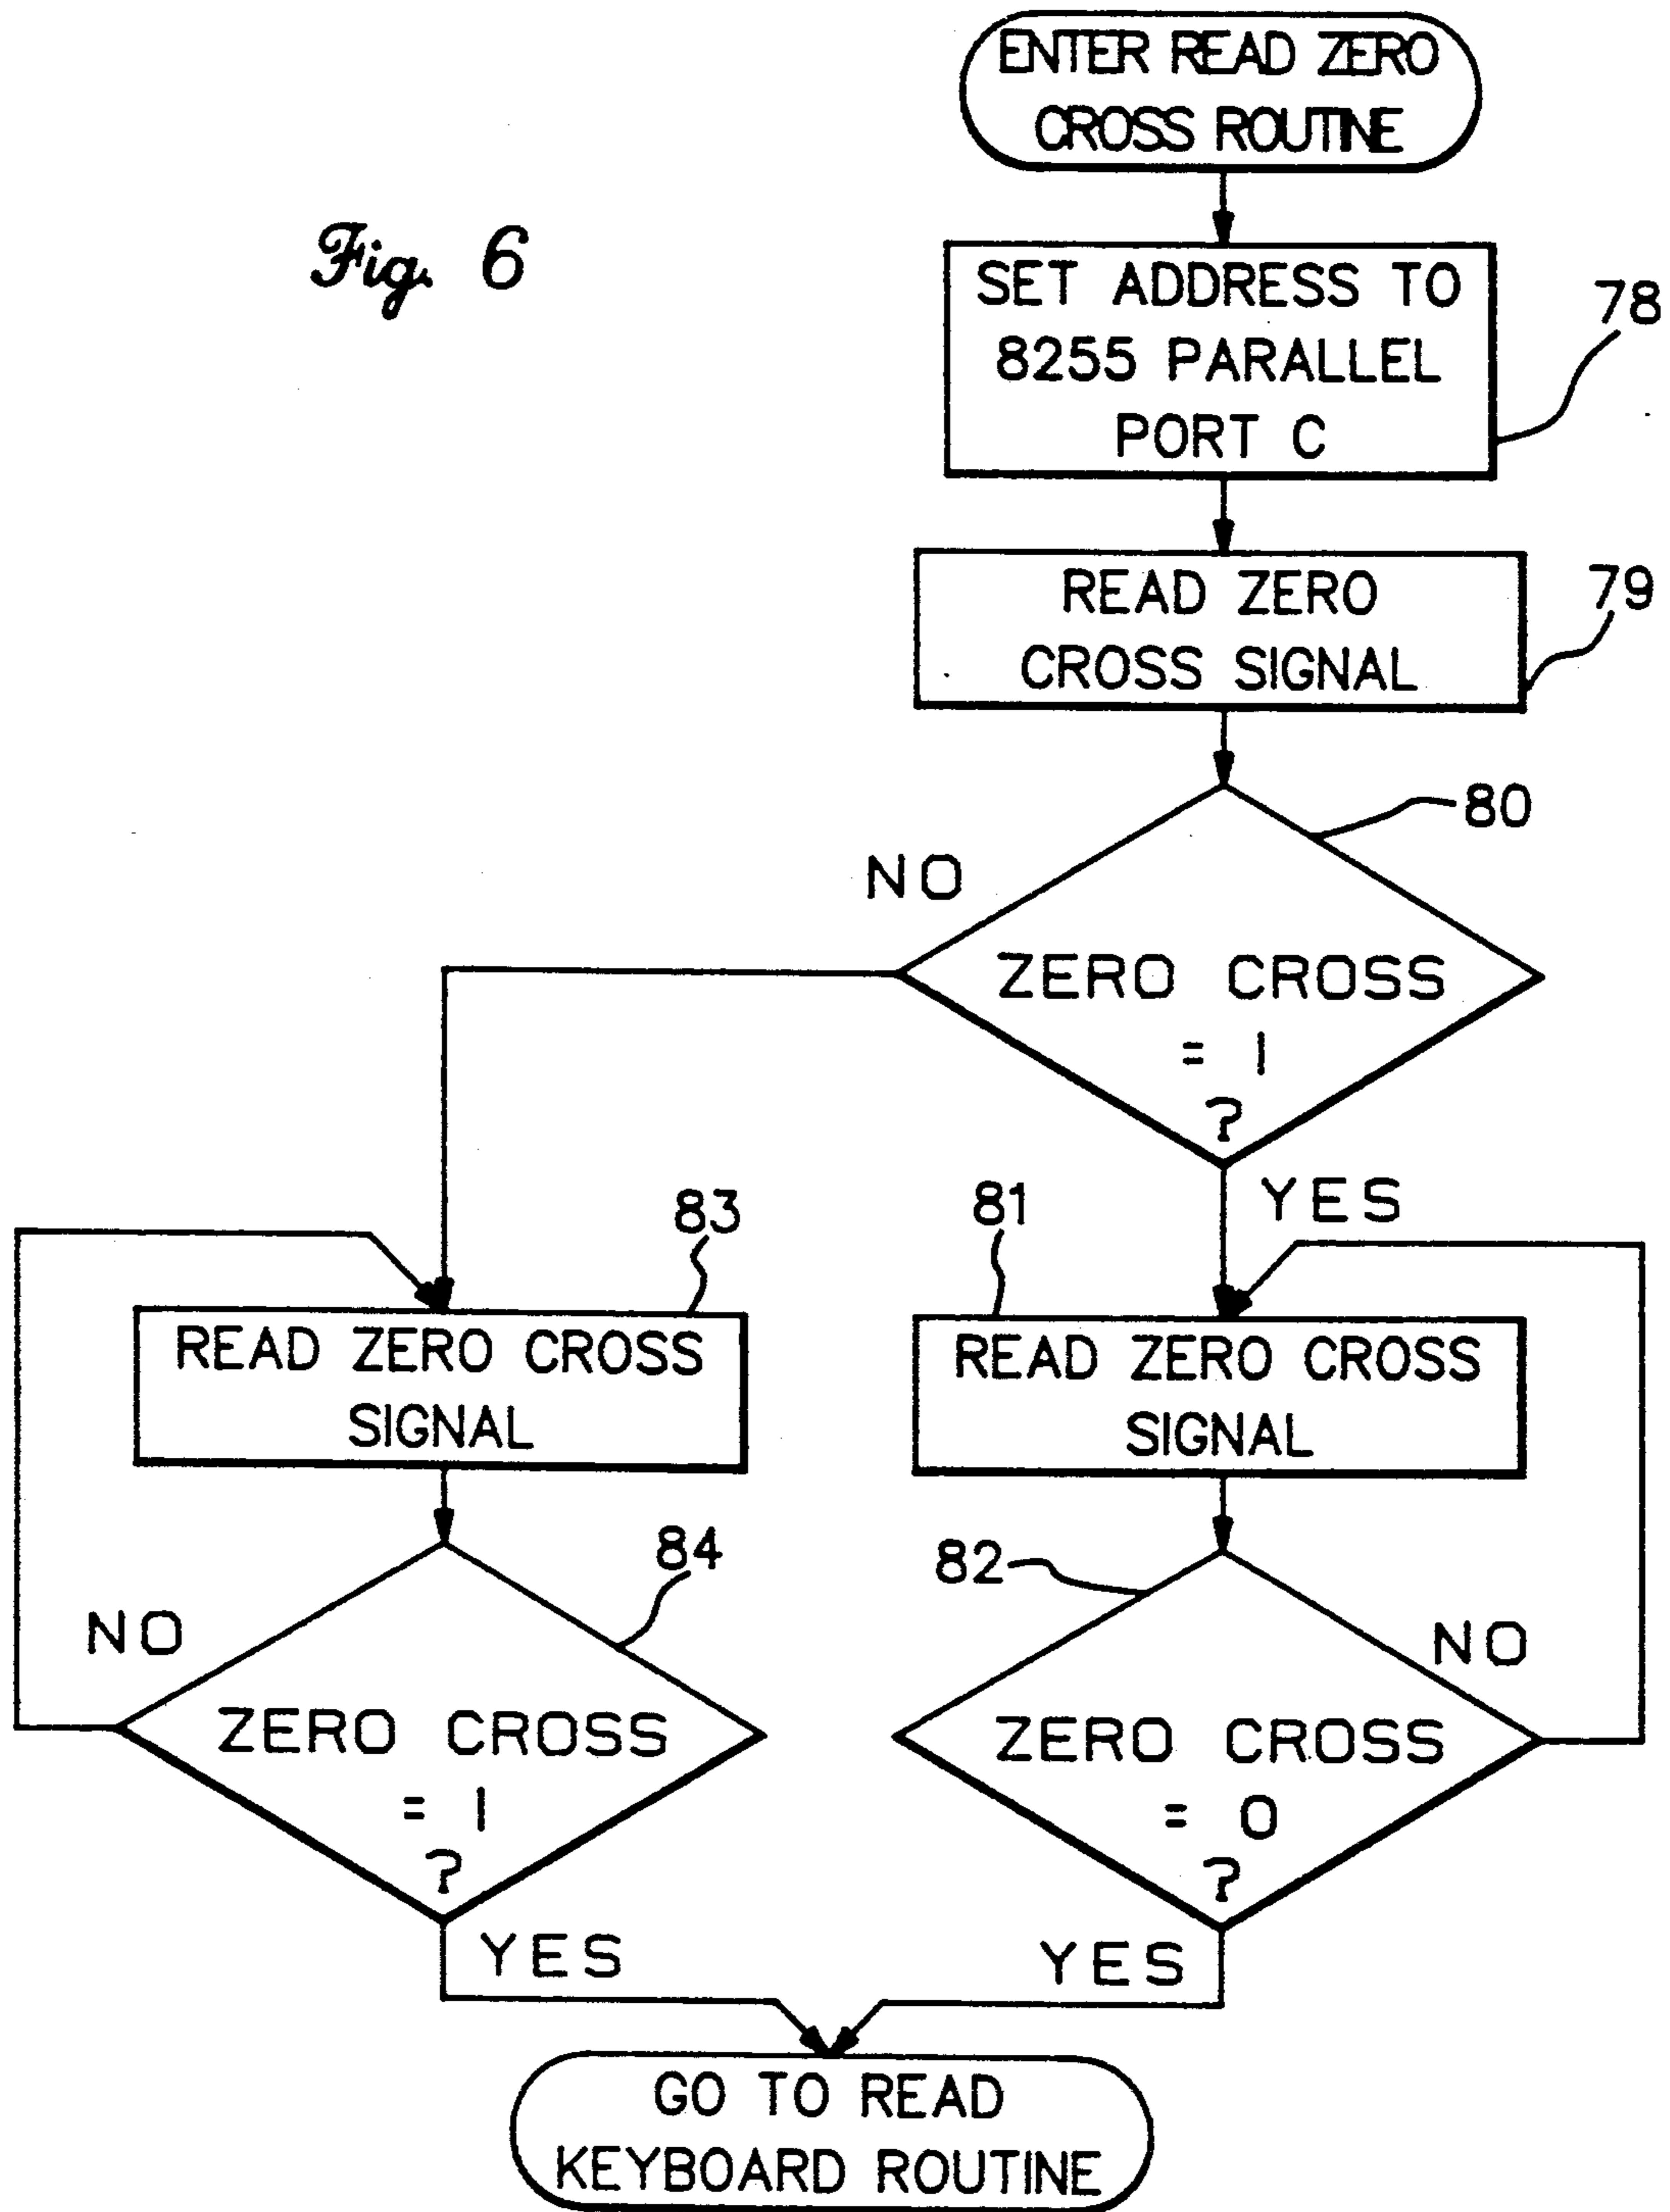 ENTER READ ZERO
CROSS ROUTINE
Fig. 6
SET ADDRESS TO
8255 PARALLEL
PORT C
78
READ ZERO
CROSS SIGNAL
79
80
NO
ZERO CROSS
= 1
?
YES
83
81
READ ZERO CROSS
SIGNAL
READ ZERO CROSS
SIGNAL
84
82
NO
NO
ZERO CROSS
= 1
?
ZERO CROSS
= 0
?
YES
YES
GO TO READ
KEYBOARD ROUTINE